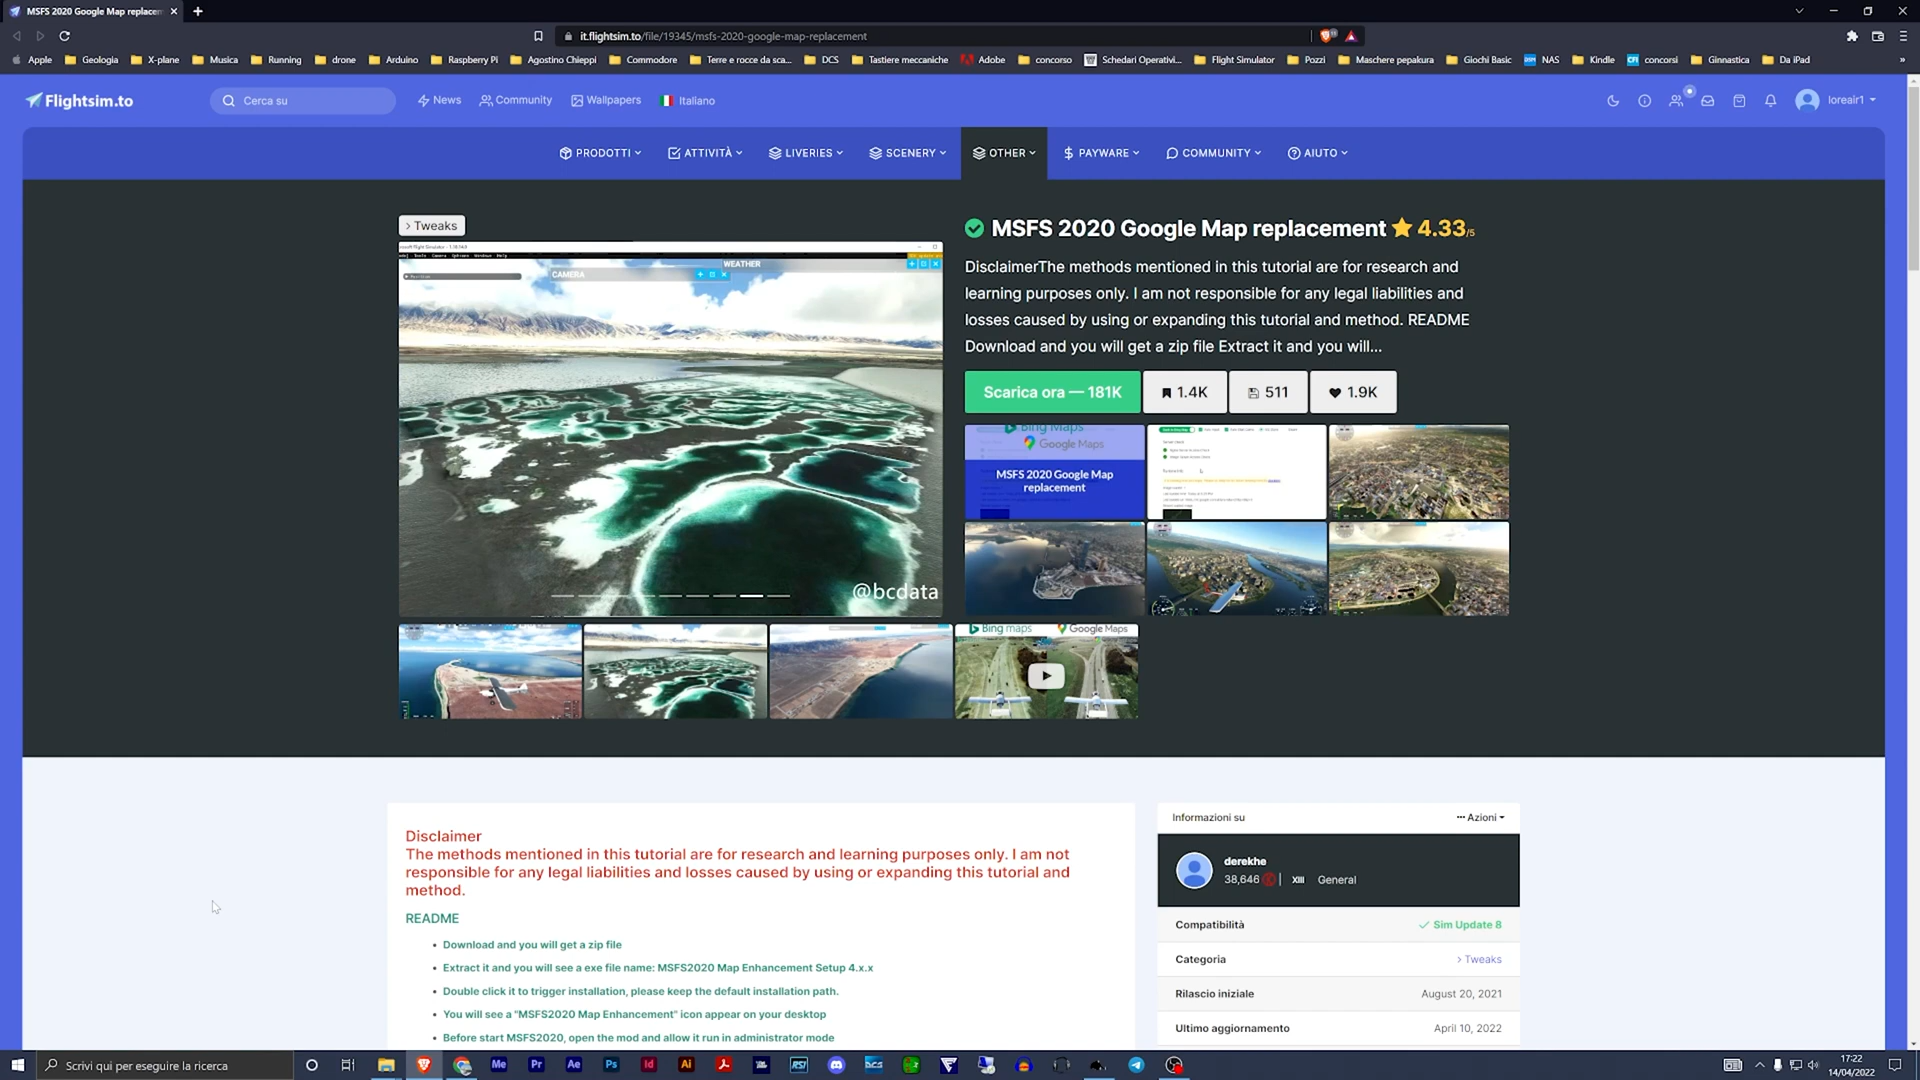 MSFS 2020 Google Map replacem
it.flightsim.to/file/19345/msfs-2020-google-map-replacement
Apple Geologia X-plane Musica Running drone Arduino Raspberry Pi Agostino Chieppi Commodore Terre e rocce da sca... DCS Tastiere meccaniche Adobe concorso Schedari Operativi... Flight Simulator Pozzi Maschere pepakura Giochi Basic NAS Kindle concorsi Ginnastica Da iPad »
Flightsim.to Cerca su News Community Wallpapers Italiano loreair1
PRODOTTI ATTIVITÀ LIVERIES SCENERY OTHER PAYWARE COMMUNITY AIUTO
> Tweaks
MSFS 2020 Google Map replacement 4.33/5
DisclaimerThe methods mentioned in this tutorial are for research and
learning purposes only. I am not responsible for any legal liabilities and
losses caused by using or expanding this tutorial and method. README
Download and you will get a zip file Extract it and you will...
Scarica ora — 181K 1.4K 511 1.9K
WEATHER
CAMERA
@bcdata
Bing Maps
Google Maps
MSFS 2020 Google Map
replacement
Bing maps Google Maps
Disclaimer
The methods mentioned in this tutorial are for research and learning purposes only. I am not
responsible for any legal liabilities and losses caused by using or expanding this tutorial and
method.
README
• Download and you will get a zip file
• Extract it and you will see a exe file name: MSFS2020 Map Enhancement Setup 4.x.x
• Double click it to trigger installation, please keep the default installation path.
• You will see a "MSFS2020 Map Enhancement" icon appear on your desktop
• Before start MSFS2020, open the mod and allow it run in administrator mode
Informazioni su ··· Azioni
derekhe
38,646 | XIII General
Compatibilità Sim Update 8
Categoria > Tweaks
Rilascio iniziale August 20, 2021
Ultimo aggiornamento April 10, 2022
Scrivi qui per eseguire la ricerca
Me Pr Ae Ps Id Ai RSI DCS
17:22
14/04/2022